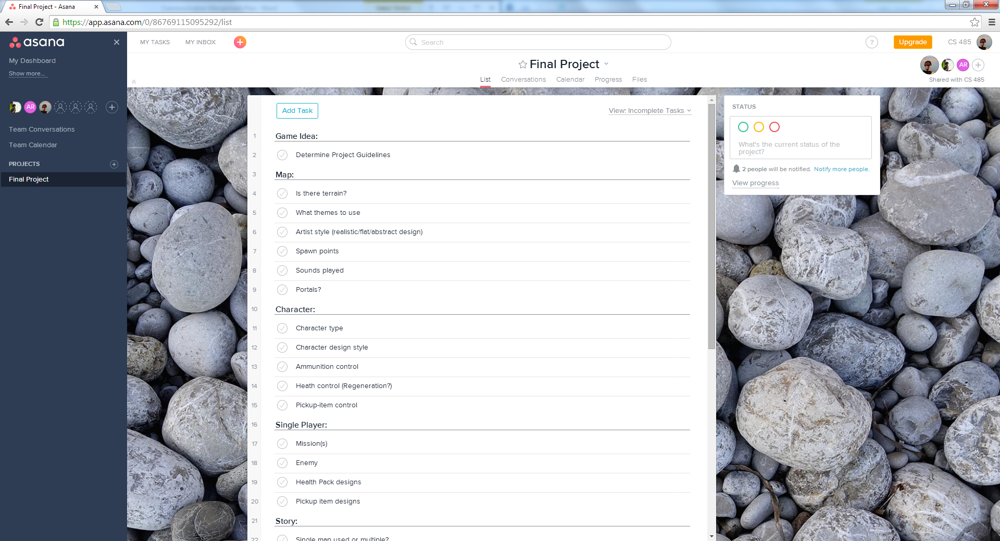 Final Project - Asana
https://app.asana.com/0/86769115095292/list
asana
My Dashboard
Show more...
AR
Team Conversations
Team Calendar
PROJECTS
Final Project
MY TASKS MY INBOX
Search
? Upgrade CS 485
Final Project
List Conversations Calendar Progress Files
AR
Shared with CS 485
Add Task View: Incomplete Tasks
1 Game Idea:
2 Determine Project Guidelines
3 Map:
4 Is there terrain?
5 What themes to use
6 Artist style (realistic/flat/abstract design)
7 Spawn points
8 Sounds played
9 Portals?
10 Character:
11 Character type
12 Character design style
13 Ammunition control
14 Heath control (Regeneration?)
15 Pickup-item control
16 Single Player:
17 Mission(s)
18 Enemy
19 Health Pack designs
20 Pickup item designs
21 Story:
22 Single map used or multiple?
STATUS
What's the current status of the
project?
2 people will be notified. Notify more people.
View progress